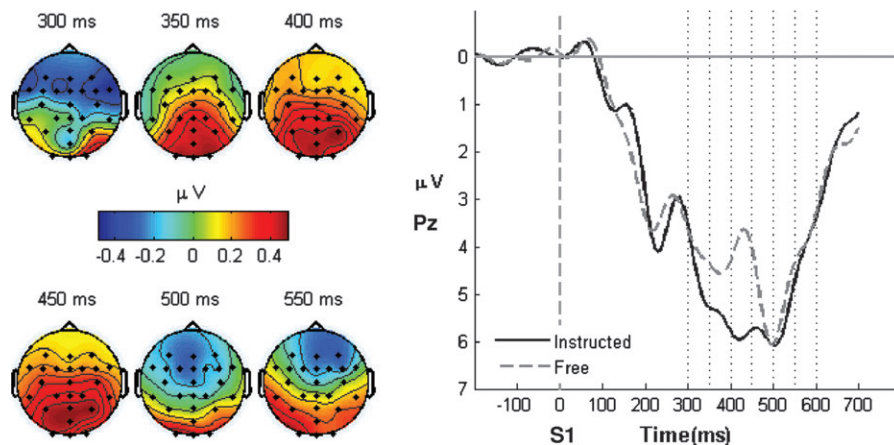 300 ms 350 ms 400 ms
μ V
-0.4 -0.2 0 0.2 0.4
450 ms 500 ms 550 ms
0
1
2
3
4
5
6
7
μV
Pz
Instructed
Free
-100 0 100 200 300 400 500 600 700
S1 Time(ms)